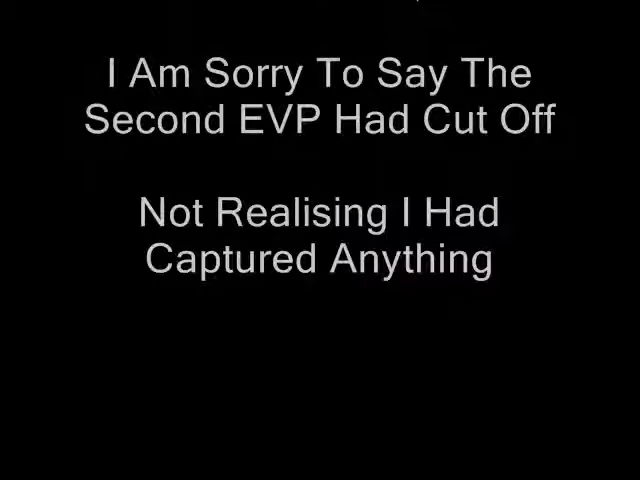 I Am Sorry To Say The
Second EVP Had Cut Off
Not Realising I Had
Captured Anything